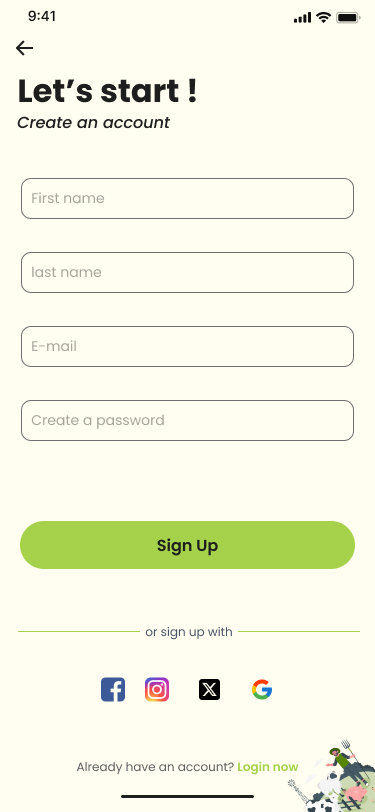 9:41
Let’s start !
Create an account
First name
last name
E-mail
Create a password
Sign Up
or sign up with
Already have an account? Login now